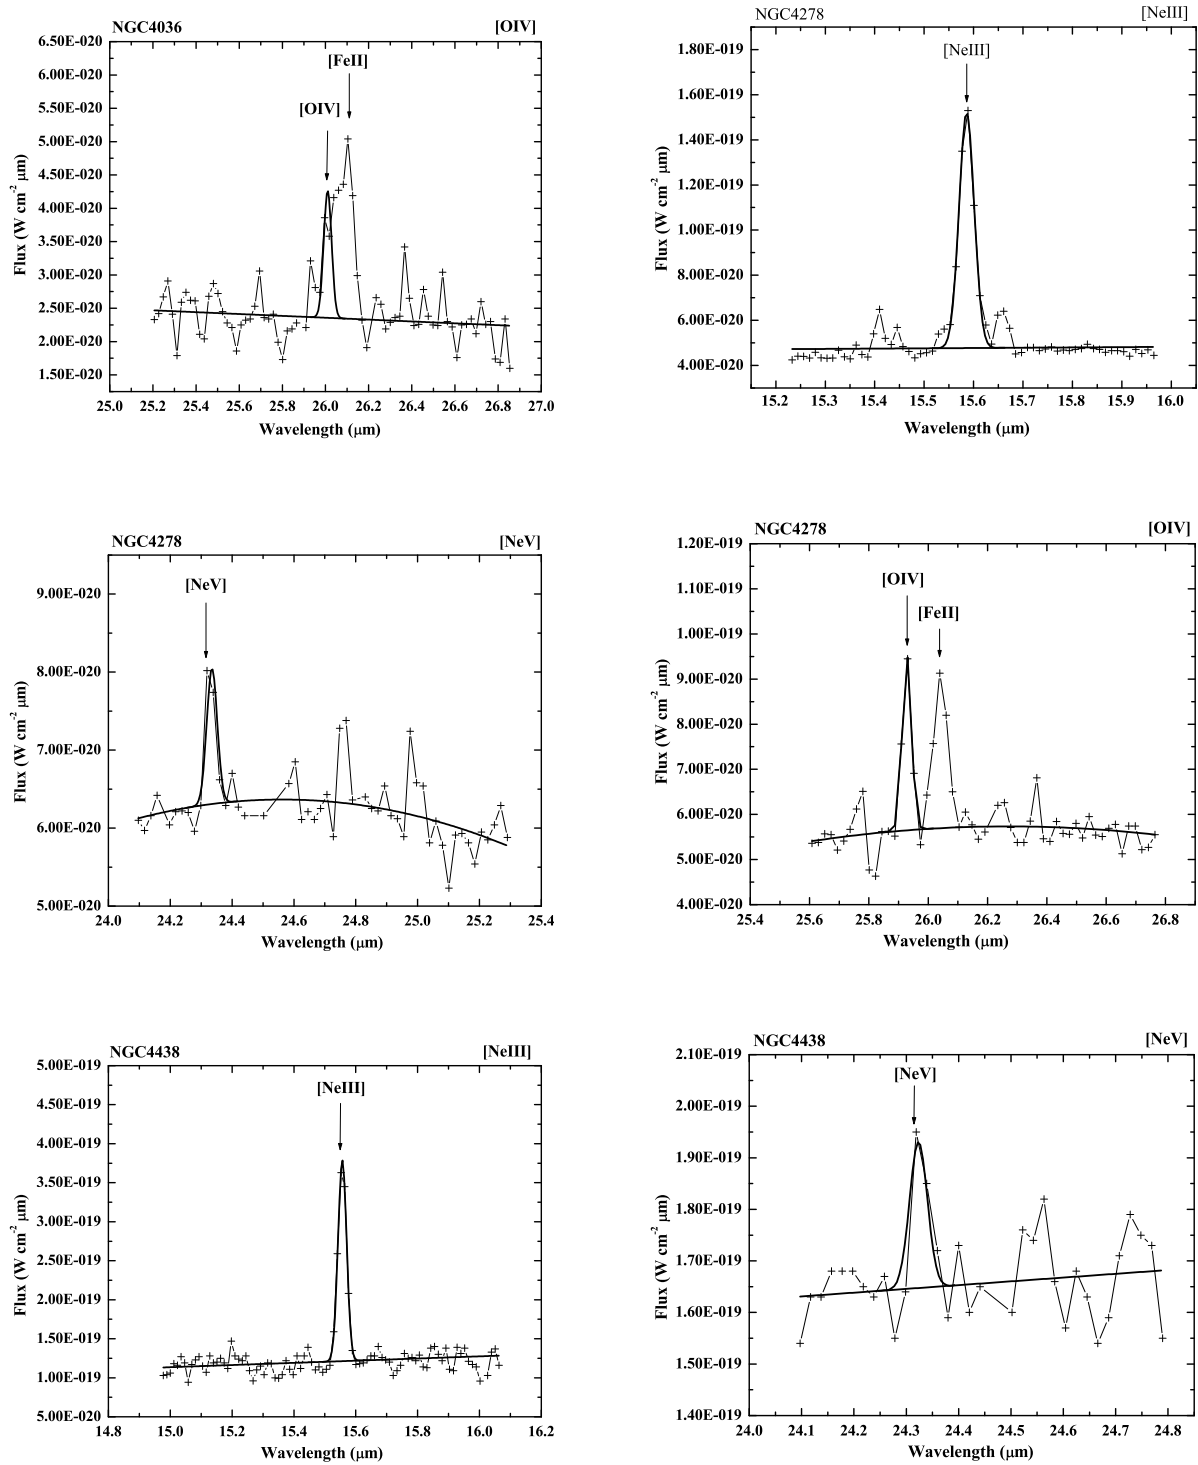 NGC4036 [OIV]
[FeII]
[OIV]
6.50E-020
6.00E-020
5.50E-020
5.00E-020
4.50E-020
4.00E-020
3.50E-020
3.00E-020
2.50E-020
2.00E-020
1.50E-020
Flux (W cm-2 μm)
25.0 25.2 25.4 25.6 25.8 26.0 26.2 26.4 26.6 26.8 27.0
Wavelength (μm)
NGC4278 [NeIII]
[NeIII]
1.80E-019
1.60E-019
1.40E-019
1.20E-019
1.00E-019
8.00E-020
6.00E-020
4.00E-020
Flux (W cm-2 μm)
15.2 15.3 15.4 15.5 15.6 15.7 15.8 15.9 16.0
Wavelength (μm)
NGC4278 [NeV]
[NeV]
9.00E-020
8.00E-020
7.00E-020
6.00E-020
5.00E-020
Flux (W cm-2 μm)
24.0 24.2 24.4 24.6 24.8 25.0 25.2 25.4
Wavelength (μm)
NGC4278 [OIV]
[OIV]
[FeII]
1.20E-019
1.10E-019
1.00E-019
9.00E-020
8.00E-020
7.00E-020
6.00E-020
5.00E-020
4.00E-020
Flux (W cm-2 μm)
25.4 25.6 25.8 26.0 26.2 26.4 26.6 26.8
Wavelength (μm)
NGC4438 [NeIII]
[NeIII]
5.00E-019
4.50E-019
4.00E-019
3.50E-019
3.00E-019
2.50E-019
2.00E-019
1.50E-019
1.00E-019
5.00E-020
Flux (W cm-2 μm)
14.8 15.0 15.2 15.4 15.6 15.8 16.0 16.2
Wavelength (μm)
NGC4438 [NeV]
[NeV]
2.10E-019
2.00E-019
1.90E-019
1.80E-019
1.70E-019
1.60E-019
1.50E-019
1.40E-019
Flux (W cm-2 μm)
24.0 24.1 24.2 24.3 24.4 24.5 24.6 24.7 24.8
Wavelength (μm)